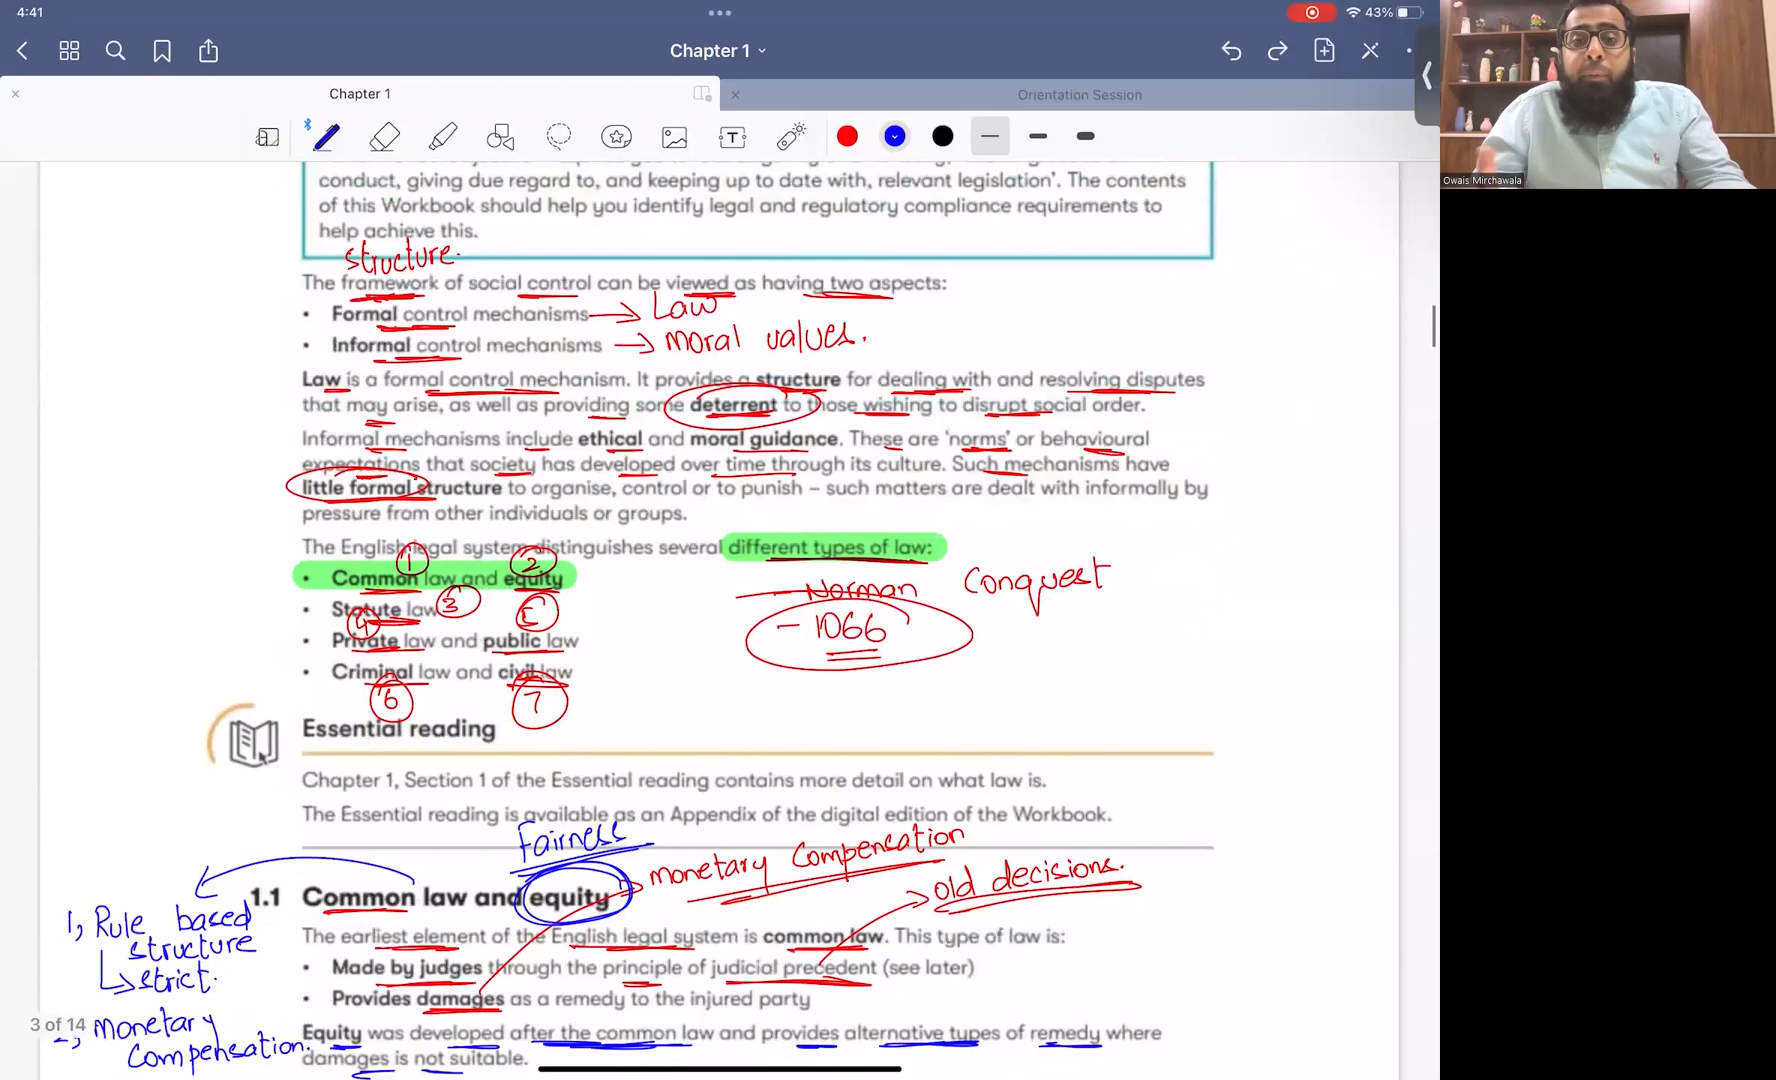 4:41
43%
Chapter 1
Chapter 1
Orientation Session
Owais Mirchawala
conduct, giving due regard to, and keeping up to date with, relevant legislation'. The contents
of this Workbook should help you identify legal and regulatory compliance requirements to
help achieve this.
structure.
The framework of social control can be viewed as having two aspects:
• Formal control mechanisms → Law
• Informal control mechanisms → moral values.
Law is a formal control mechanism. It provides a structure for dealing with and resolving disputes
that may arise, as well as providing some deterrent to those wishing to disrupt social order.
Informal mechanisms include ethical and moral guidance. These are 'norms' or behavioural
expectations that society has developed over time through its culture. Such mechanisms have
little formal structure to organise, control or to punish – such matters are dealt with informally by
pressure from other individuals or groups.
The English legal system distinguishes several different types of law:
1 2
• Common law and equity
- Norman Conquest
• Statute law 3 5
- 1066
4
• Private law and public law
• Criminal law and civil law
6 7
Essential reading
Chapter 1, Section 1 of the Essential reading contains more detail on what law is.
The Essential reading is available as an Appendix of the digital edition of the Workbook.
Fairness
monetary compensation
old decisions.
1.1 Common law and equity
1, Rule based
structure
↳ strict.
The earliest element of the English legal system is common law. This type of law is:
• Made by judges through the principle of judicial precedent (see later)
• Provides damages as a remedy to the injured party
3 of 14
2, monetary
compensation.
Equity was developed after the common law and provides alternative types of remedy where
damages is not suitable.